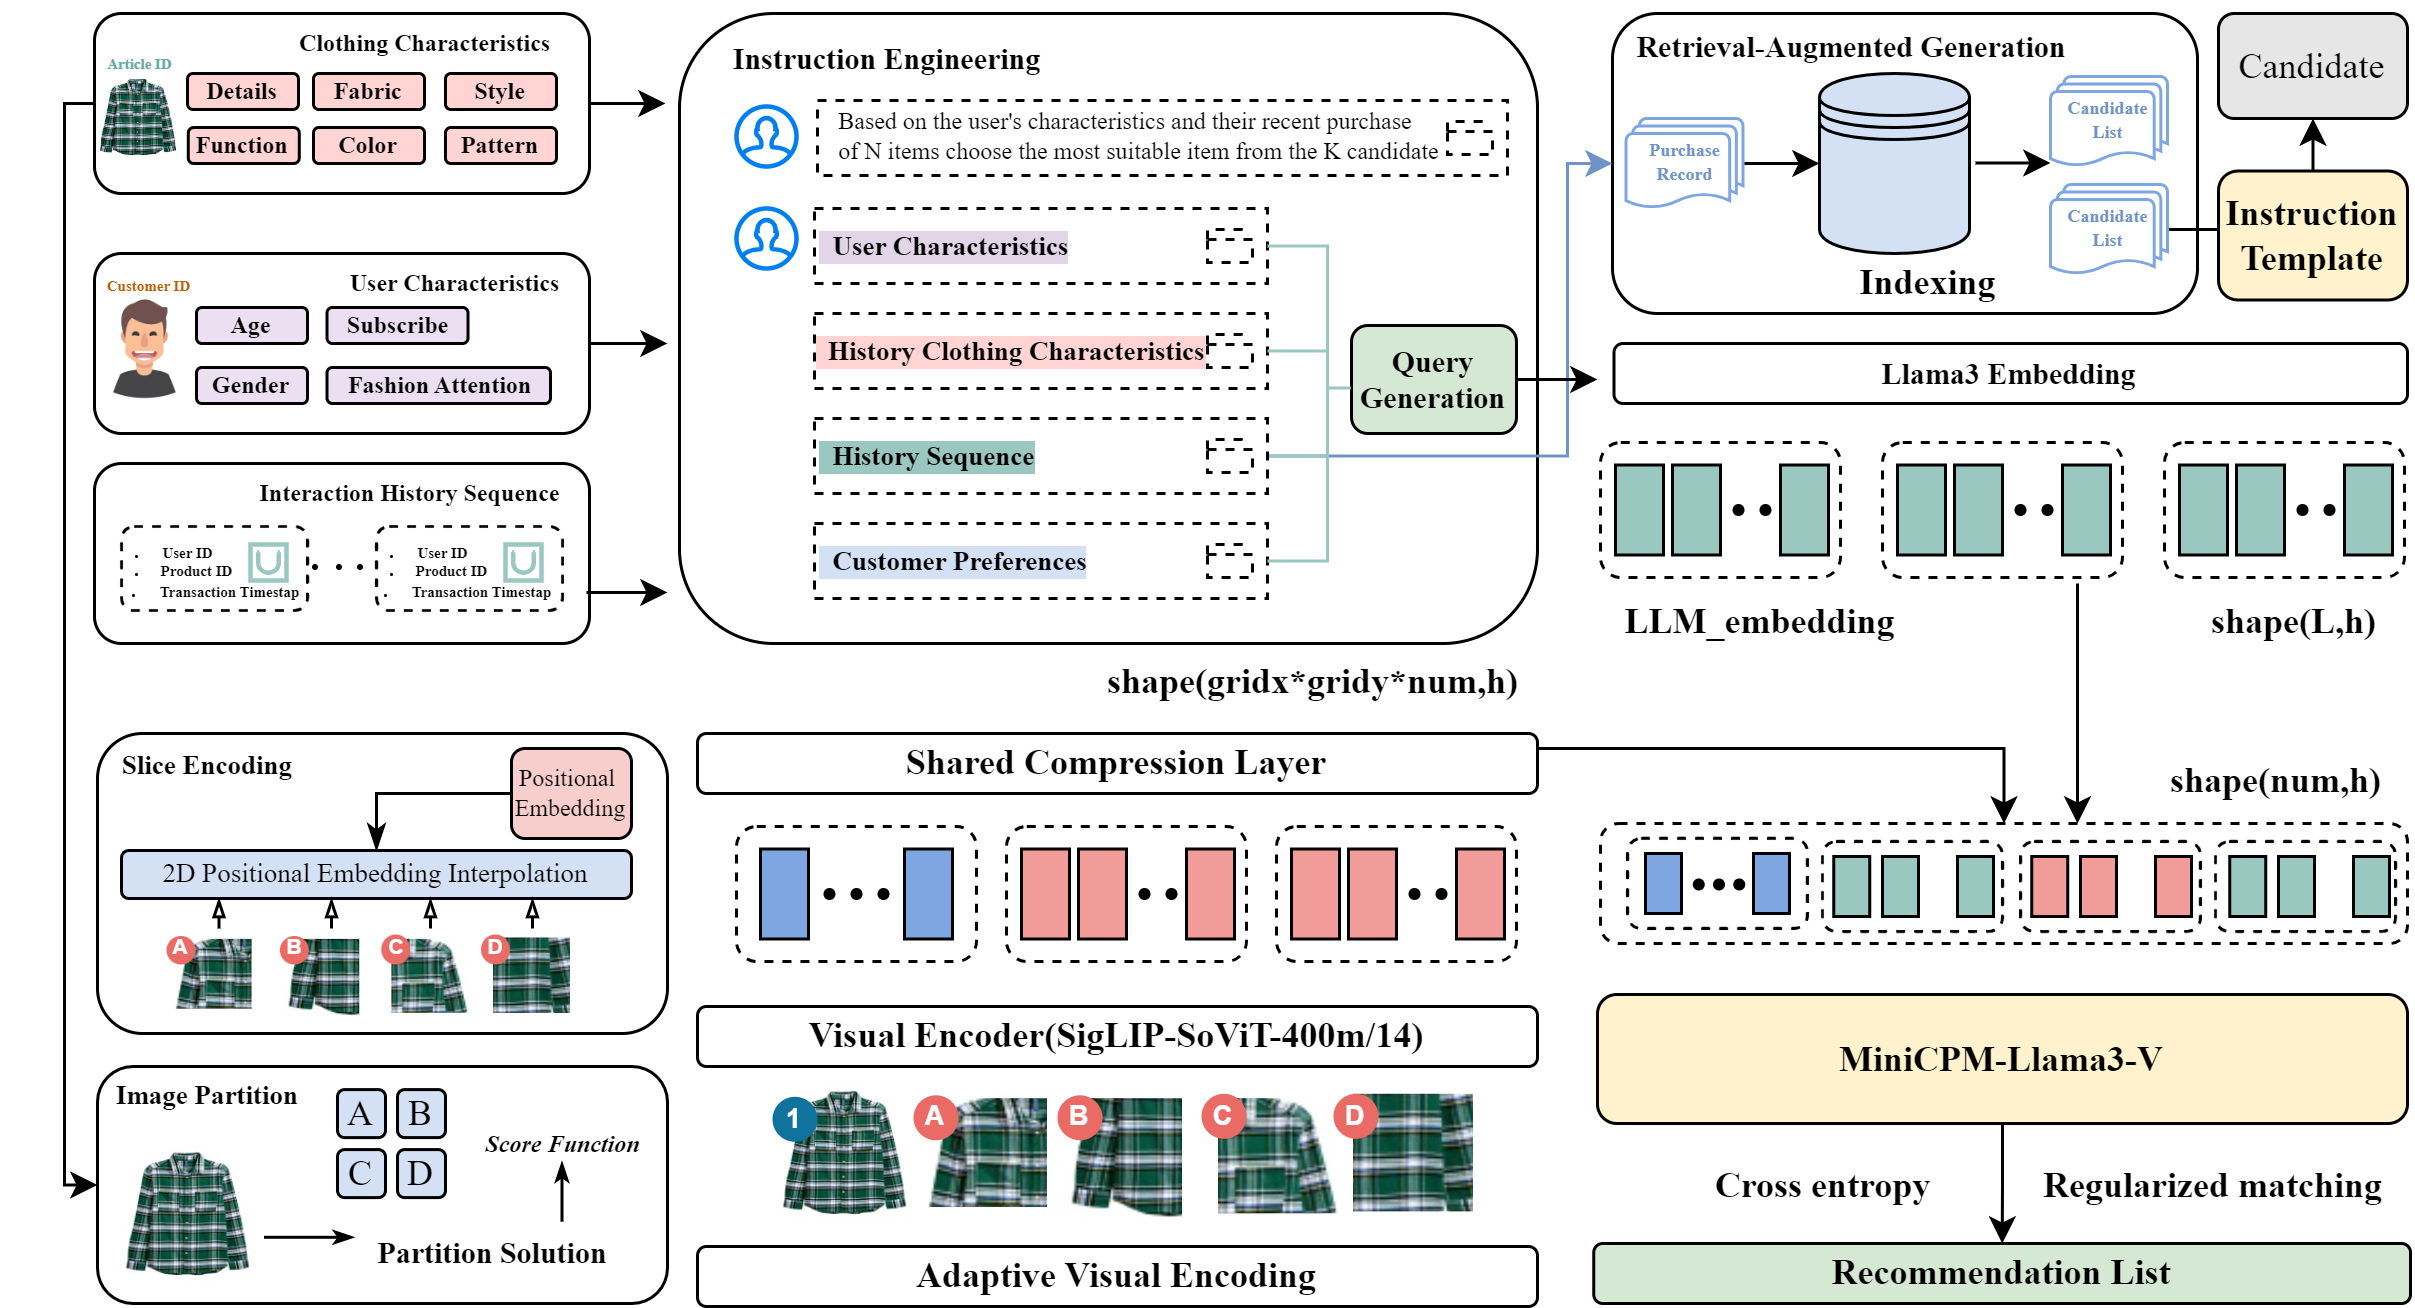 Clothing Characteristics
Article ID
Details
Fabric
Style
Function
Color
Pattern
User Characteristics
Customer ID
Age
Subscribe
Gender
Fashion Attention
Interaction History Sequence
User ID
Product ID
Transaction Timestap
User ID
Product ID
Transaction Timestap
Instruction Engineering
Based on the user's characteristics and their recent purchase
of N items choose the most suitable item from the K candidate
User Characteristics
History Clothing Characteristics
History Sequence
Customer Preferences
Query
Generation
Retrieval-Augmented Generation
Purchase
Record
Candidate
List
Candidate
List
Indexing
Candidate
Instruction
Template
Llama3 Embedding
LLM_embedding
shape(L,h)
shape(gridx*gridy*num,h)
Slice Encoding
Positional
Embedding
2D Positional Embedding Interpolation
A
B
C
D
Shared Compression Layer
shape(num,h)
Visual Encoder(SigLIP-SoViT-400m/14)
1
A
B
C
D
Adaptive Visual Encoding
Image Partition
A
B
C
D
Score Function
Partition Solution
MiniCPM-Llama3-V
Cross entropy
Regularized matching
Recommendation List